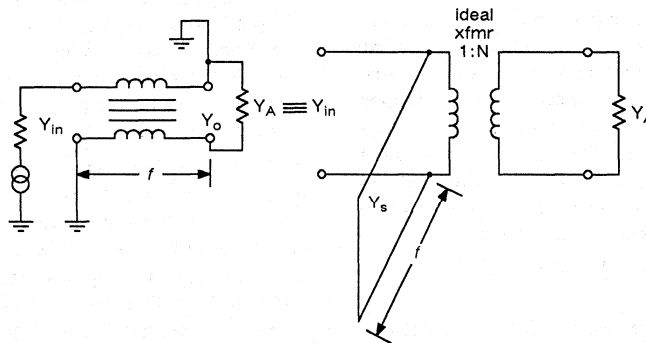 ideal
xfmr
1:N
Y_in
Y_o
Y_A ≡ Y_in
f
Y_s
f
Y